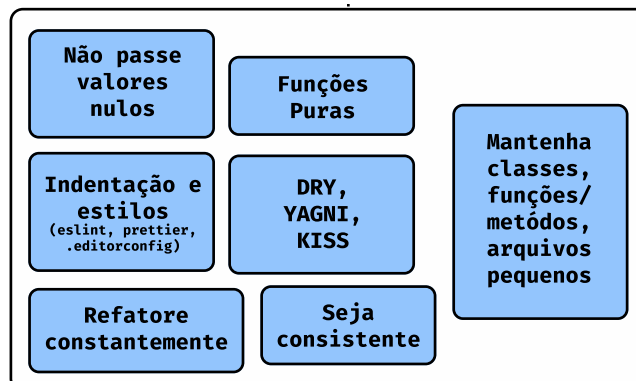 Não passe
valores
nulos
Funções
Puras
Indentação e
estilos
(eslint, prettier,
.editorconfig)
DRY,
YAGNI,
KISS
Mantenha
classes,
funções/
metódos,
arquivos
pequenos
Refatore
constantemente
Seja
consistente